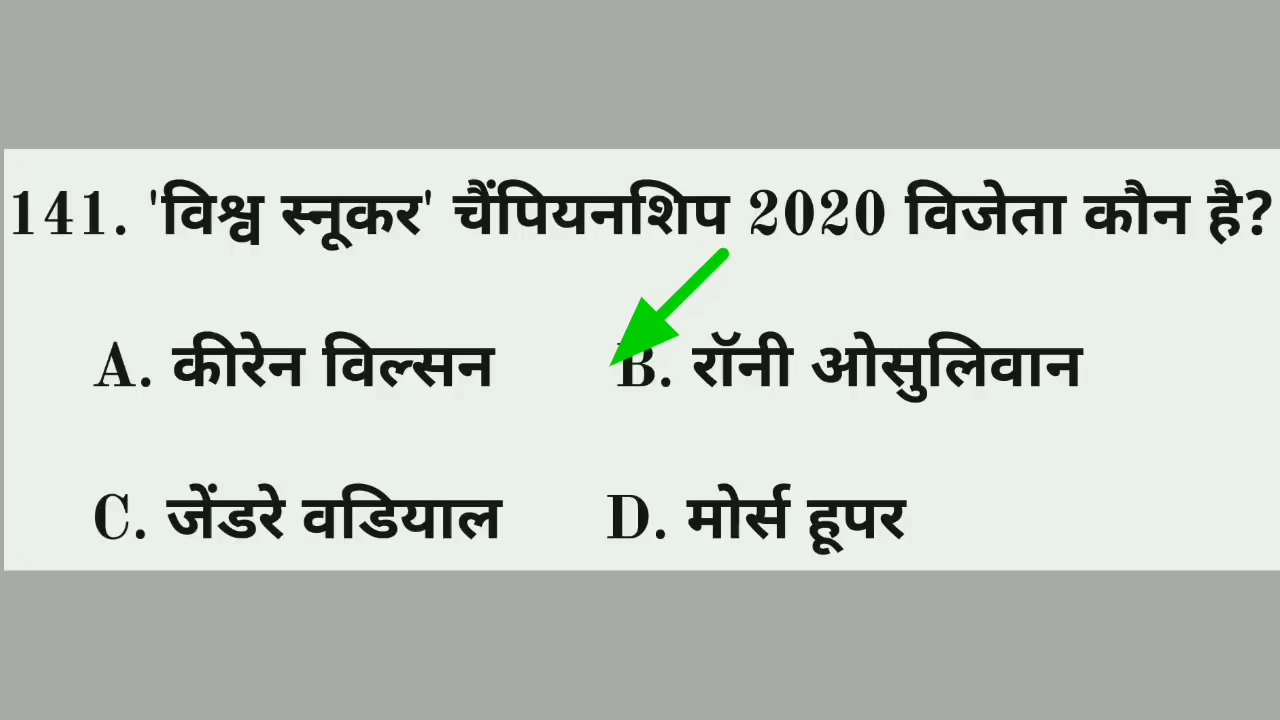 141. 'विश्व स्नूकर' चैंपियनशिप 2020 विजेता कौन है?
A. कीरेन विल्सन B. रॉनी ओसुलिवान
C. जेंडरे वडियाल D. मोर्स हूपर